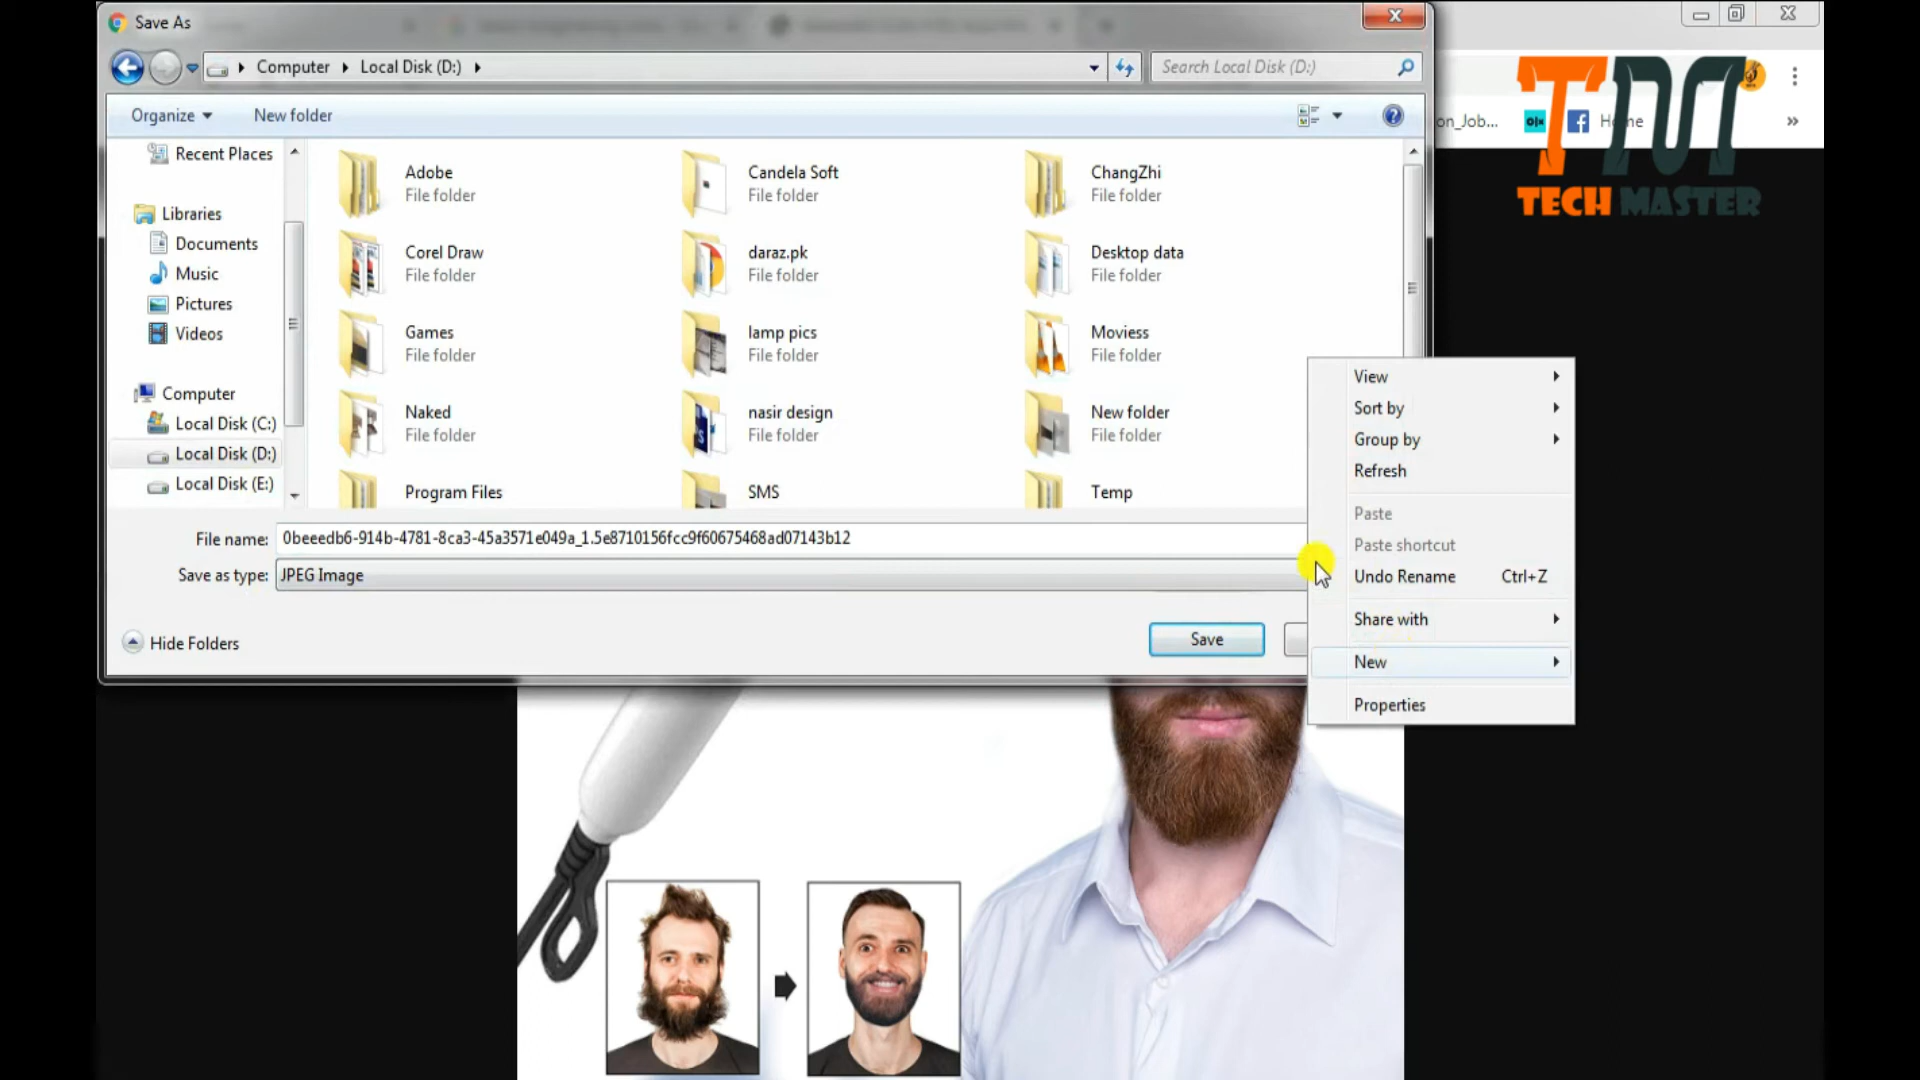 Save As
Computer Local Disk (D:)
Search Local Disk (D:)
Organize New folder
on_Job... olx Home
TM
TECH MASTER
Recent Places
Libraries
Documents
Music
Pictures
Videos
Computer
Local Disk (C:)
Local Disk (D:)
Local Disk (E:)
Adobe
File folder
Candela Soft
File folder
ChangZhi
File folder
Corel Draw
File folder
daraz.pk
File folder
Desktop data
File folder
Games
File folder
lamp pics
File folder
Moviess
File folder
Naked
File folder
nasir design
File folder
New folder
File folder
Program Files
SMS
Temp
File name: 0beeedb6-914b-4781-8ca3-45a3571e049a_1.5e8710156fcc9f60675468ad07143b12
Save as type: JPEG Image
Hide Folders
Save
View
Sort by
Group by
Refresh
Paste
Paste shortcut
Undo Rename Ctrl+Z
Share with
New
Properties